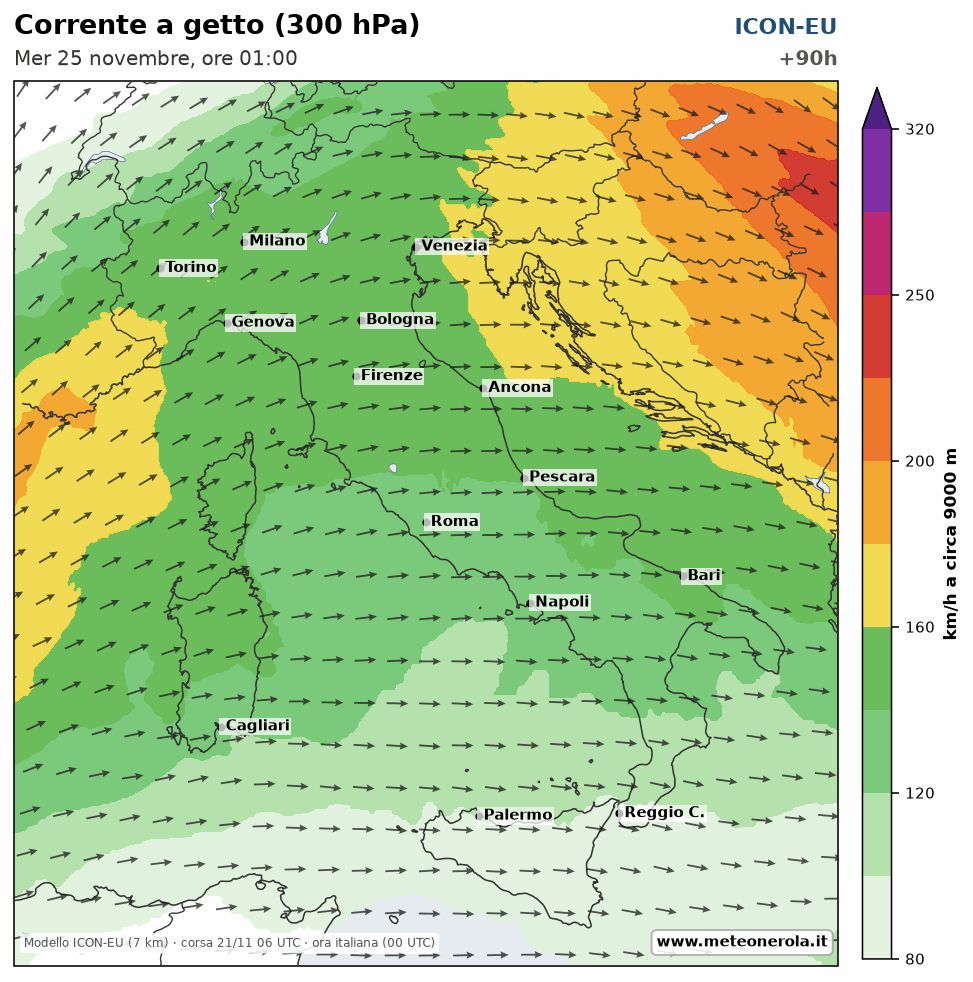 Corrente a getto (300 hPa)
ICON-EU
Mer 25 novembre, ore 01:00
+90h
Milano
Venezia
Torino
Genova
Bologna
Firenze
Ancona
Pescara
Roma
Bari
Napoli
Cagliari
Palermo
Reggio C.
Modello ICON-EU (7 km) · corsa 21/11 06 UTC · ora italiana (00 UTC)
www.meteonerola.it
320
250
200
160
120
80
km/h a circa 9000 m